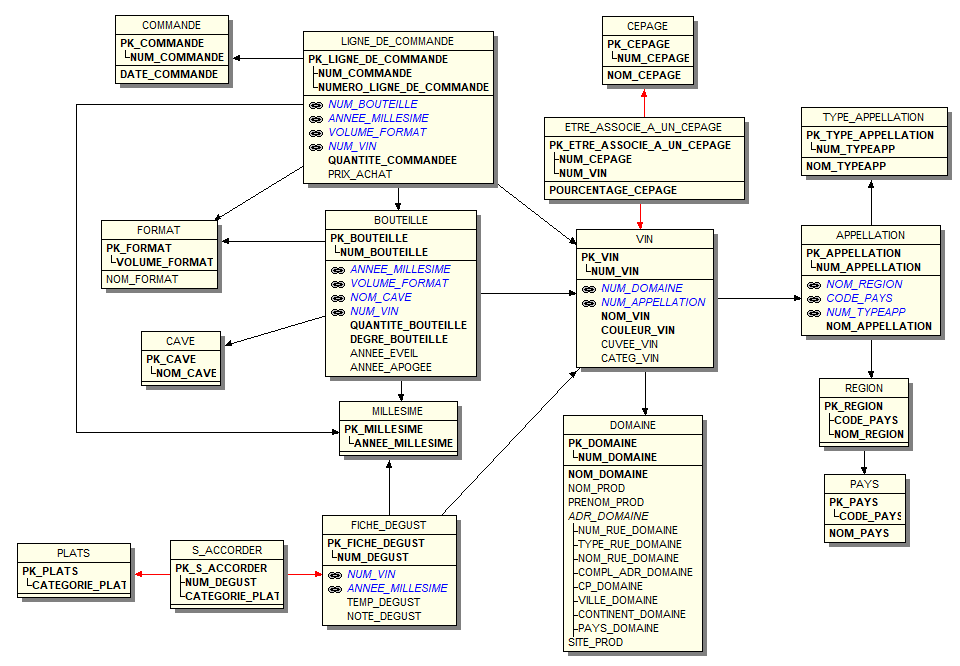 COMMANDE
PK_COMMANDE
NUM_COMMANDE
DATE_COMMANDE
LIGNE_DE_COMMANDE
PK_LIGNE_DE_COMMANDE
NUM_COMMANDE
NUMERO_LIGNE_DE_COMMANDE
NUM_BOUTEILLE
ANNEE_MILLESIME
VOLUME_FORMAT
NUM_VIN
QUANTITE_COMMANDEE
PRIX_ACHAT
CEPAGE
PK_CEPAGE
NUM_CEPAGE
NOM_CEPAGE
ETRE_ASSOCIE_A_UN_CEPAGE
PK_ETRE_ASSOCIE_A_UN_CEPAGE
NUM_CEPAGE
NUM_VIN
POURCENTAGE_CEPAGE
TYPE_APPELLATION
PK_TYPE_APPELLATION
NUM_TYPEAPP
NOM_TYPEAPP
FORMAT
PK_FORMAT
VOLUME_FORMAT
NOM_FORMAT
BOUTEILLE
PK_BOUTEILLE
NUM_BOUTEILLE
ANNEE_MILLESIME
VOLUME_FORMAT
NOM_CAVE
NUM_VIN
QUANTITE_BOUTEILLE
DEGRE_BOUTEILLE
ANNEE_EVEIL
ANNEE_APOGEE
VIN
PK_VIN
NUM_VIN
NUM_DOMAINE
NUM_APPELLATION
NOM_VIN
COULEUR_VIN
CUVEE_VIN
CATEG_VIN
APPELLATION
PK_APPELLATION
NUM_APPELLATION
NOM_REGION
CODE_PAYS
NUM_TYPEAPP
NOM_APPELLATION
CAVE
PK_CAVE
NOM_CAVE
MILLESIME
PK_MILLESIME
ANNEE_MILLESIME
REGION
PK_REGION
CODE_PAYS
NOM_REGION
DOMAINE
PK_DOMAINE
NUM_DOMAINE
NOM_DOMAINE
NOM_PROD
PRENOM_PROD
ADR_DOMAINE
NUM_RUE_DOMAINE
TYPE_RUE_DOMAINE
NOM_RUE_DOMAINE
COMPL_ADR_DOMAINE
CP_DOMAINE
VILLE_DOMAINE
CONTINENT_DOMAINE
PAYS_DOMAINE
SITE_PROD
PAYS
PK_PAYS
CODE_PAYS
NOM_PAYS
PLATS
PK_PLATS
CATEGORIE_PLAT
S_ACCORDER
PK_S_ACCORDER
NUM_DEGUST
CATEGORIE_PLAT
FICHE_DEGUST
PK_FICHE_DEGUST
NUM_DEGUST
NUM_VIN
ANNEE_MILLESIME
TEMP_DEGUST
NOTE_DEGUST